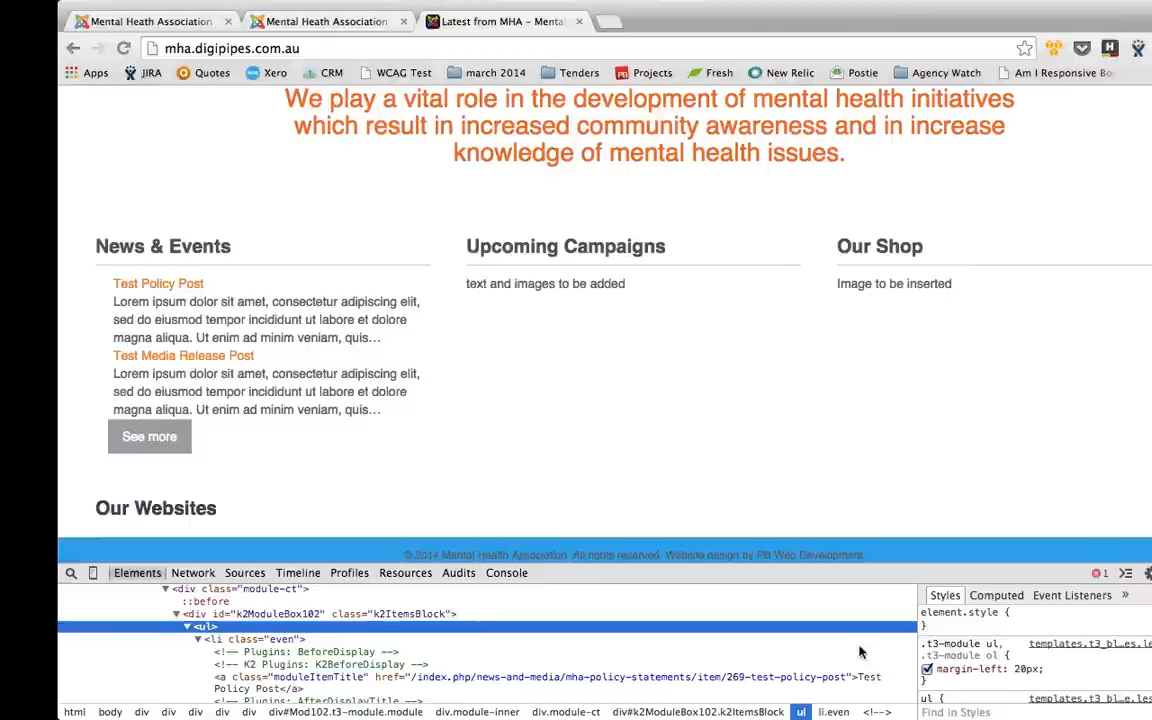 Mental Heath Association
Mental Heath Association
Latest from MHA – Menta
mha.digipipes.com.au
Apps JIRA Quotes Xero CRM WCAG Test march 2014 Tenders Projects Fresh New Relic Postie Agency Watch Am I Responsive Bo
We play a vital role in the development of mental health initiatives
which result in increased community awareness and in increase
knowledge of mental health issues.
News & Events
Test Policy Post
Lorem ipsum dolor sit amet, consectetur adipiscing elit,
sed do eiusmod tempor incididunt ut labore et dolore
magna aliqua. Ut enim ad minim veniam, quis…
Test Media Release Post
Lorem ipsum dolor sit amet, consectetur adipiscing elit,
sed do eiusmod tempor incididunt ut labore et dolore
magna aliqua. Ut enim ad minim veniam, quis…
See more
Upcoming Campaigns
text and images to be added
Our Shop
Image to be inserted
Our Websites
© 2014 Mental Health Association. All rights reserved. Website design by PB Web Development
Elements Network Sources Timeline Profiles Resources Audits Console 1
<div class="module-ct">
::before
<div id="k2ModuleBox102" class="k2ItemsBlock">
<ul>
<li class="even">
<!-- Plugins: BeforeDisplay -->
<!-- K2 Plugins: K2BeforeDisplay -->
<a class="moduleItemTitle" href="/index.php/news-and-media/mha-policy-statements/item/269-test-policy-post">Test
Policy Post</a>
<!-- Plugins: AfterDisplayTitle -->
html body div div div div div#Mod102.t3-module.module div.module-inner div.module-ct div#k2ModuleBox102.k2ItemsBlock ul li.even <!-->
Styles Computed Event Listeners »
element.style {
}
.t3-module ul, templates.t3_bl…es.le
.t3-module ol {
margin-left: 20px;
}
ul { templates.t3_bl…e.les
Find in Styles